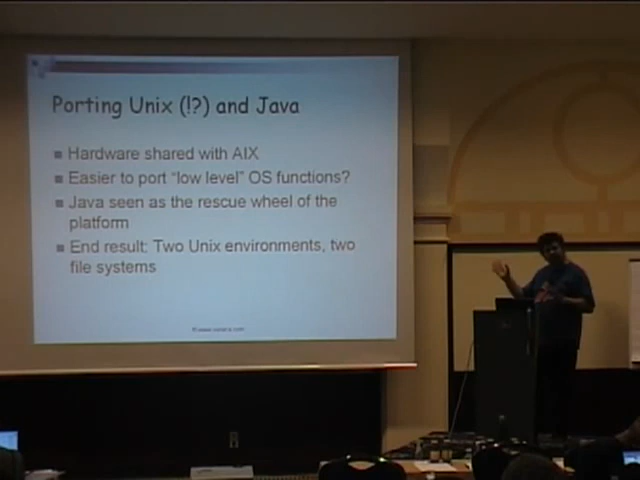 Porting Unix (!?) and Java
Hardware shared with AIX
Easier to port “low level” OS functions?
Java seen as the rescue wheel of the
platform
End result: Two Unix environments, two
file systems